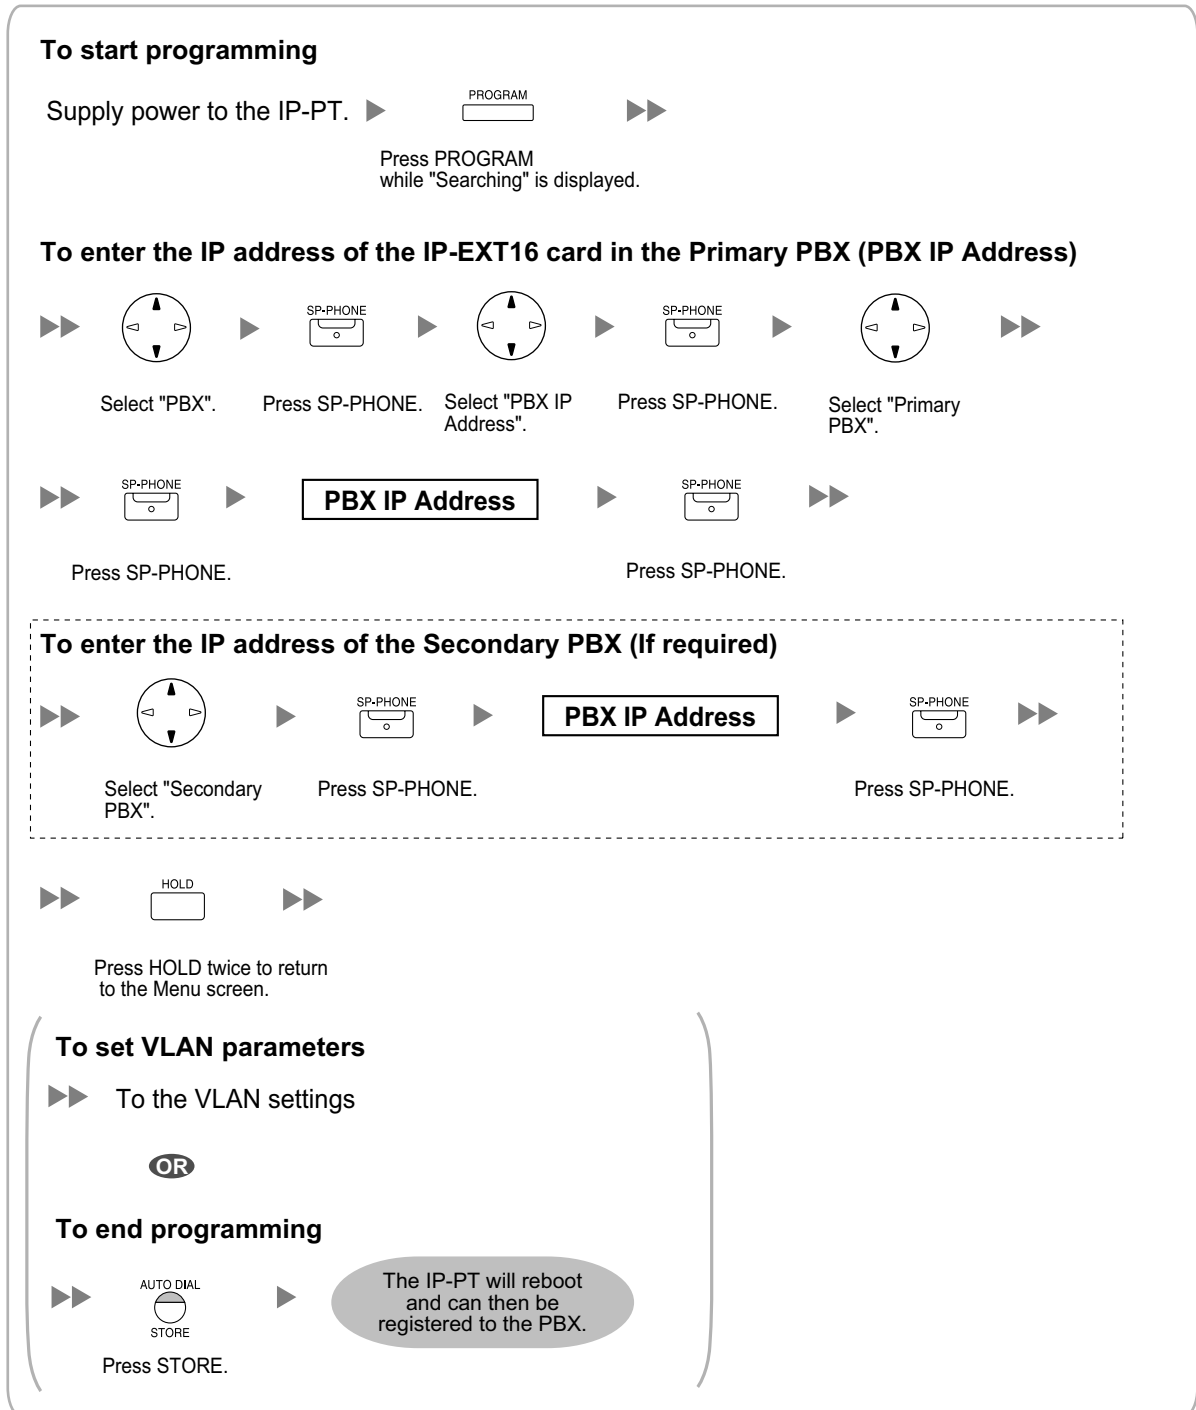 To start programming
Supply power to the IP-PT.
PROGRAM
Press PROGRAM
while "Searching" is displayed.
To enter the IP address of the IP-EXT16 card in the Primary PBX (PBX IP Address)
SP-PHONE
SP-PHONE
Select "PBX".
Press SP-PHONE.
Select "PBX IP
Address".
Press SP-PHONE.
Select "Primary
PBX".
SP-PHONE
PBX IP Address
SP-PHONE
Press SP-PHONE.
Press SP-PHONE.
To enter the IP address of the Secondary PBX (If required)
SP-PHONE
PBX IP Address
SP-PHONE
Select "Secondary
PBX".
Press SP-PHONE.
Press SP-PHONE.
HOLD
Press HOLD twice to return
to the Menu screen.
To set VLAN parameters
To the VLAN settings
OR
To end programming
AUTO DIAL
STORE
Press STORE.
The IP-PT will reboot
and can then be
registered to the PBX.